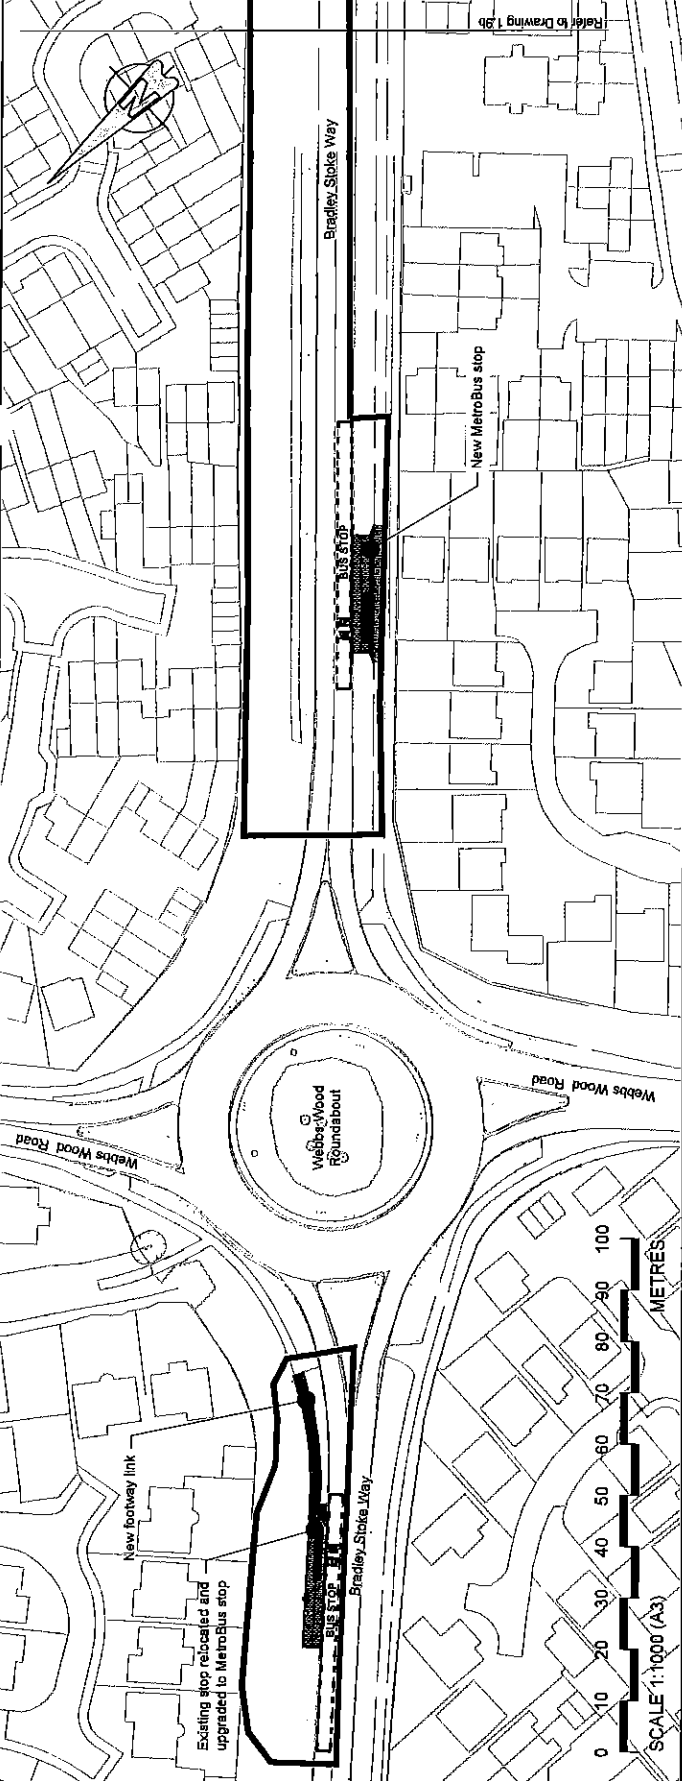 Refer to Drawing 1.9b
N
Bradley Stoke Way
New MetroBus stop
BUS STOP
Webbs Wood
Roundabout
Webbs Wood Road
Webbs Wood Road
New footway link
Existing stop relocated and
upgraded to MetroBus stop
BUS STOP
Bradley Stoke Way
0 10 20 30 40 50 60 70 80 90 100
SCALE 1:1000 (A3) METRES